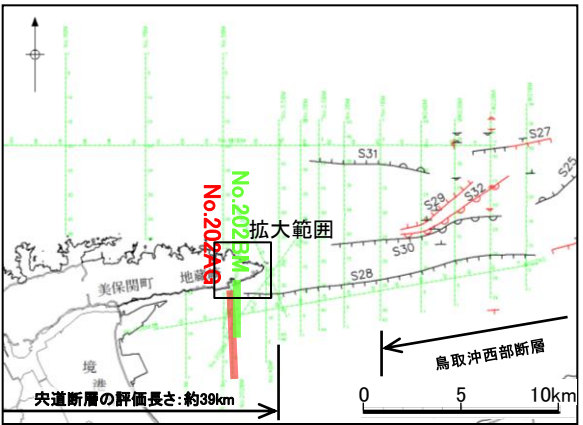 S27
S31
S25
S29
S32
No.202BM
No.202AG
拡大範囲
S30
地蔵
美保関町
S28
境
港
鳥取沖西部断層
宍道断層の評価長さ：約39km
0 5 10km